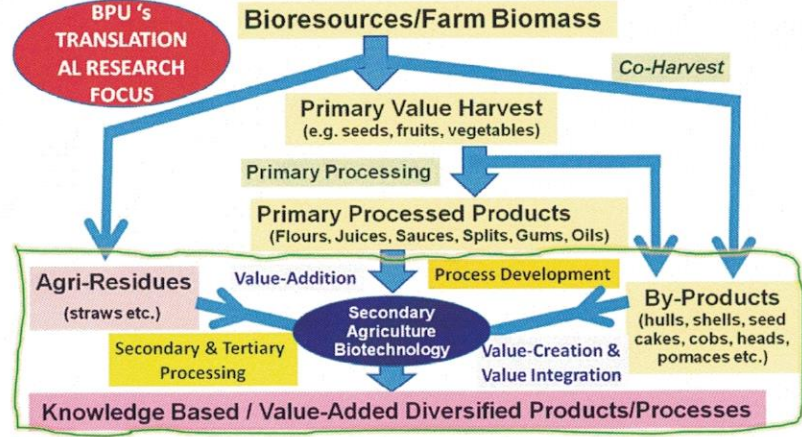 BPU 's
TRANSLATION
AL RESEARCH
FOCUS
Bioresources/Farm Biomass
Co-Harvest
Primary Value Harvest
(e.g. seeds, fruits, vegetables)
Primary Processing
Primary Processed Products
(Flours, Juices, Sauces, Splits, Gums, Oils)
Agri-Residues
(straws etc.)
Value-Addition
Process Development
By-Products
(hulls, shells, seed
cakes, cobs, heads,
pomaces etc.)
Secondary
Agriculture
Biotechnology
Secondary & Tertiary
Processing
Value-Creation &
Value Integration
Knowledge Based / Value-Added Diversified Products/Processes